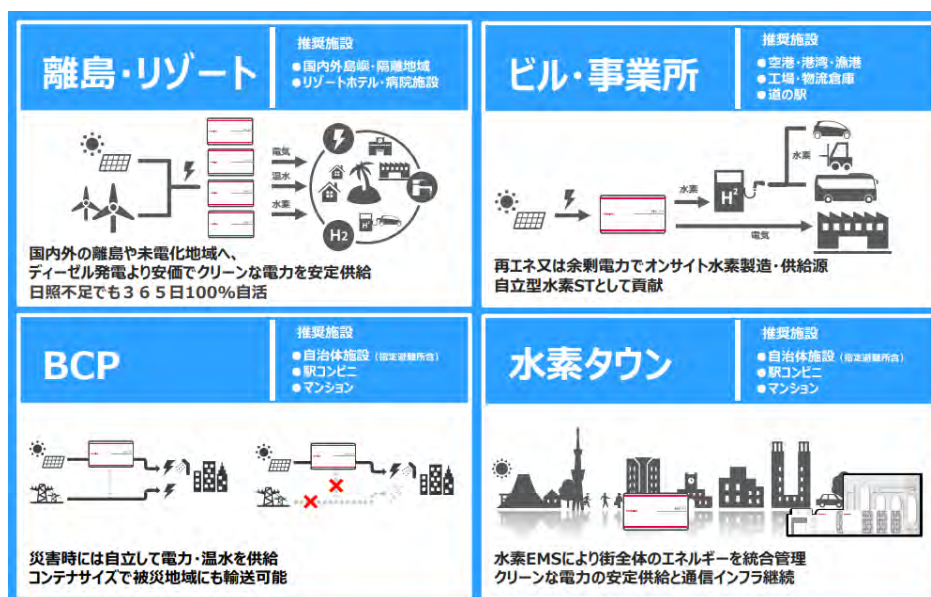 離島・リゾート
推奨施設
●国内外島嶼・隔離地域
●リゾートホテル・病院施設
電気
温水
水素
H2
国内外の離島や未電化地域へ、
ディーゼル発電より安価でクリーンな電力を安定供給
日照不足でも３６５日100%自活
ビル・事業所
推奨施設
●空港・港湾・漁港
●工場・物流倉庫
●道の駅
水素
H2
水素
電気
再エネ又は余剰電力でオンサイト水素製造・供給源
自立型水素STとして貢献
BCP
推奨施設
●自治体施設（指定避難所含）
●駅コンビニ
●マンション
災害時には自立して電力・温水を供給
コンテナサイズで被災地域にも輸送可能
水素タウン
推奨施設
●自治体施設（指定避難所含）
●駅コンビニ
●マンション
水素EMSにより街全体のエネルギーを統合管理
クリーンな電力の安定供給と通信インフラ継続